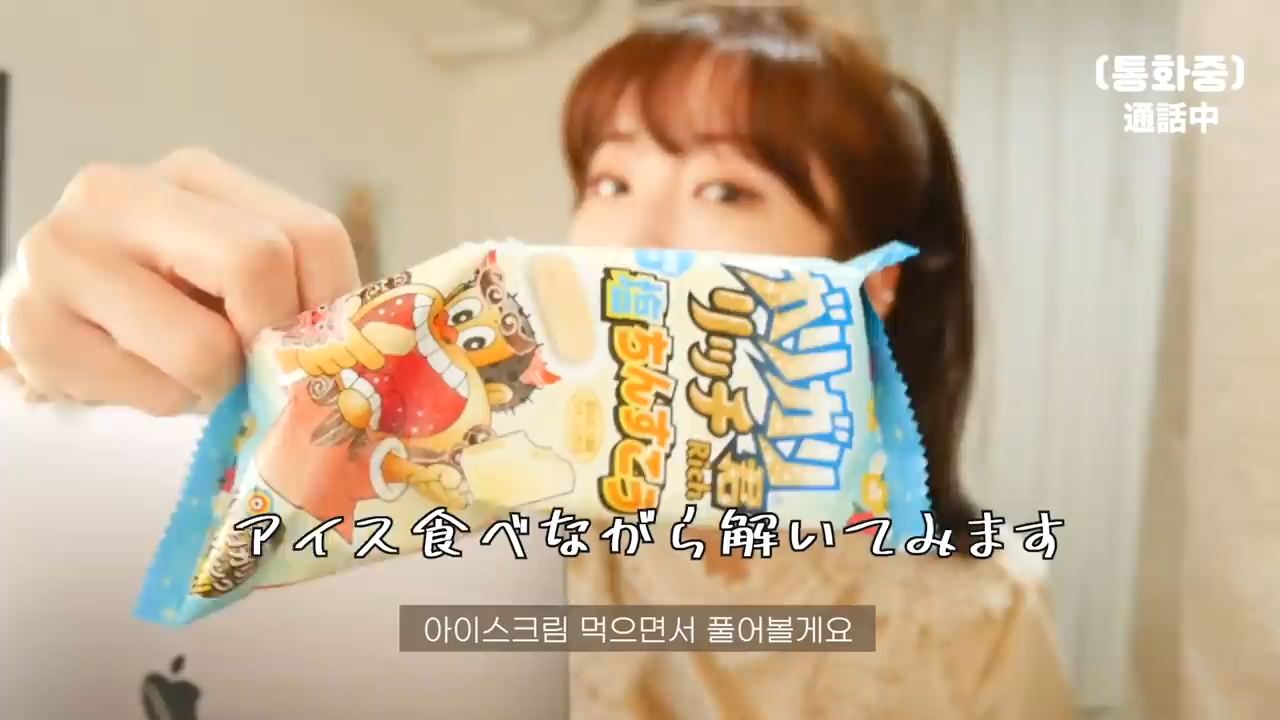 (통화중)
通話中
ガリガリ
君
リッチ
Rich
塩
ちんすこう
アイス食べながら解いてみます
아이스크림 먹으면서 풀어볼게요